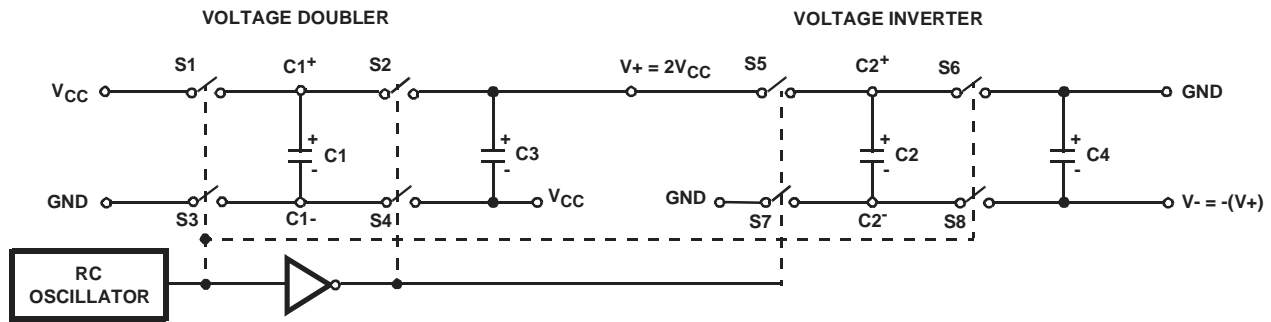 VOLTAGE DOUBLER
VOLTAGE INVERTER
S1
C1+
S2
V+ = 2VCC
S5
C2+
S6
VCC
GND
+
C1
-
+
C3
-
+
C2
-
+
C4
-
GND
S3
C1-
S4
VCC
GND
S7
C2-
S8
V- = -(V+)
RC
OSCILLATOR